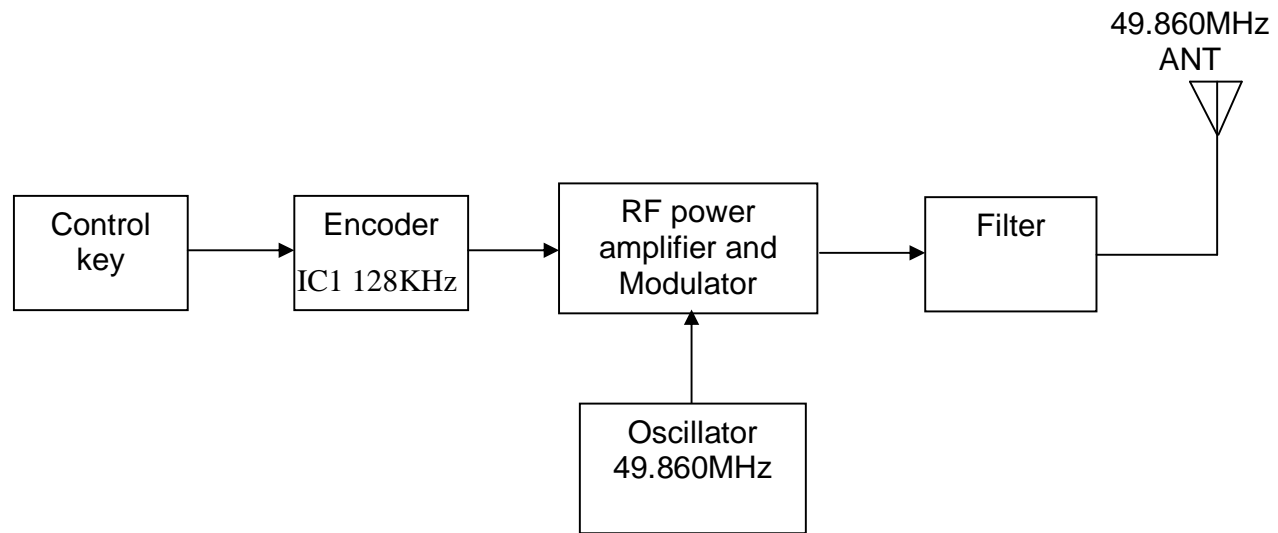 49.860MHz
ANT
Control
key
Encoder
IC1 128KHz
RF power
amplifier and
Modulator
Filter
Oscillator
49.860MHz